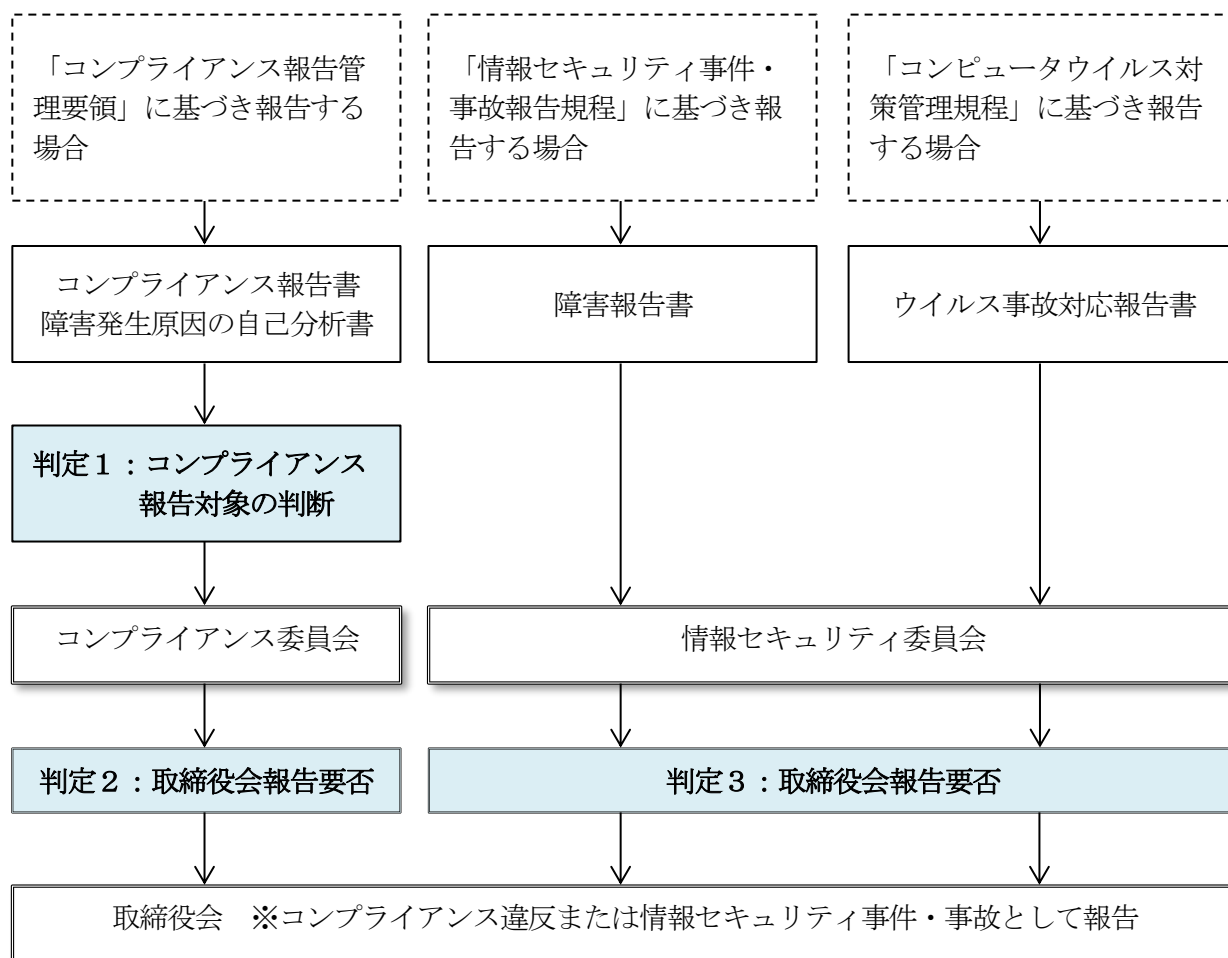 「コンプライアンス報告管
理要領」に基づき報告する
場合
「情報セキュリティ事件・
事故報告規程」に基づき報
告する場合
「コンピュータウイルス対
策管理規程」に基づき報告
する場合
コンプライアンス報告書
障害発生原因の自己分析書
障害報告書
ウイルス事故対応報告書
判定1:コンプライアンス
報告対象の判断
コンプライアンス委員会
情報セキュリティ委員会
判定2:取締役会報告要否
判定3:取締役会報告要否
取締役会 ※コンプライアンス違反または情報セキュリティ事件・事故として報告